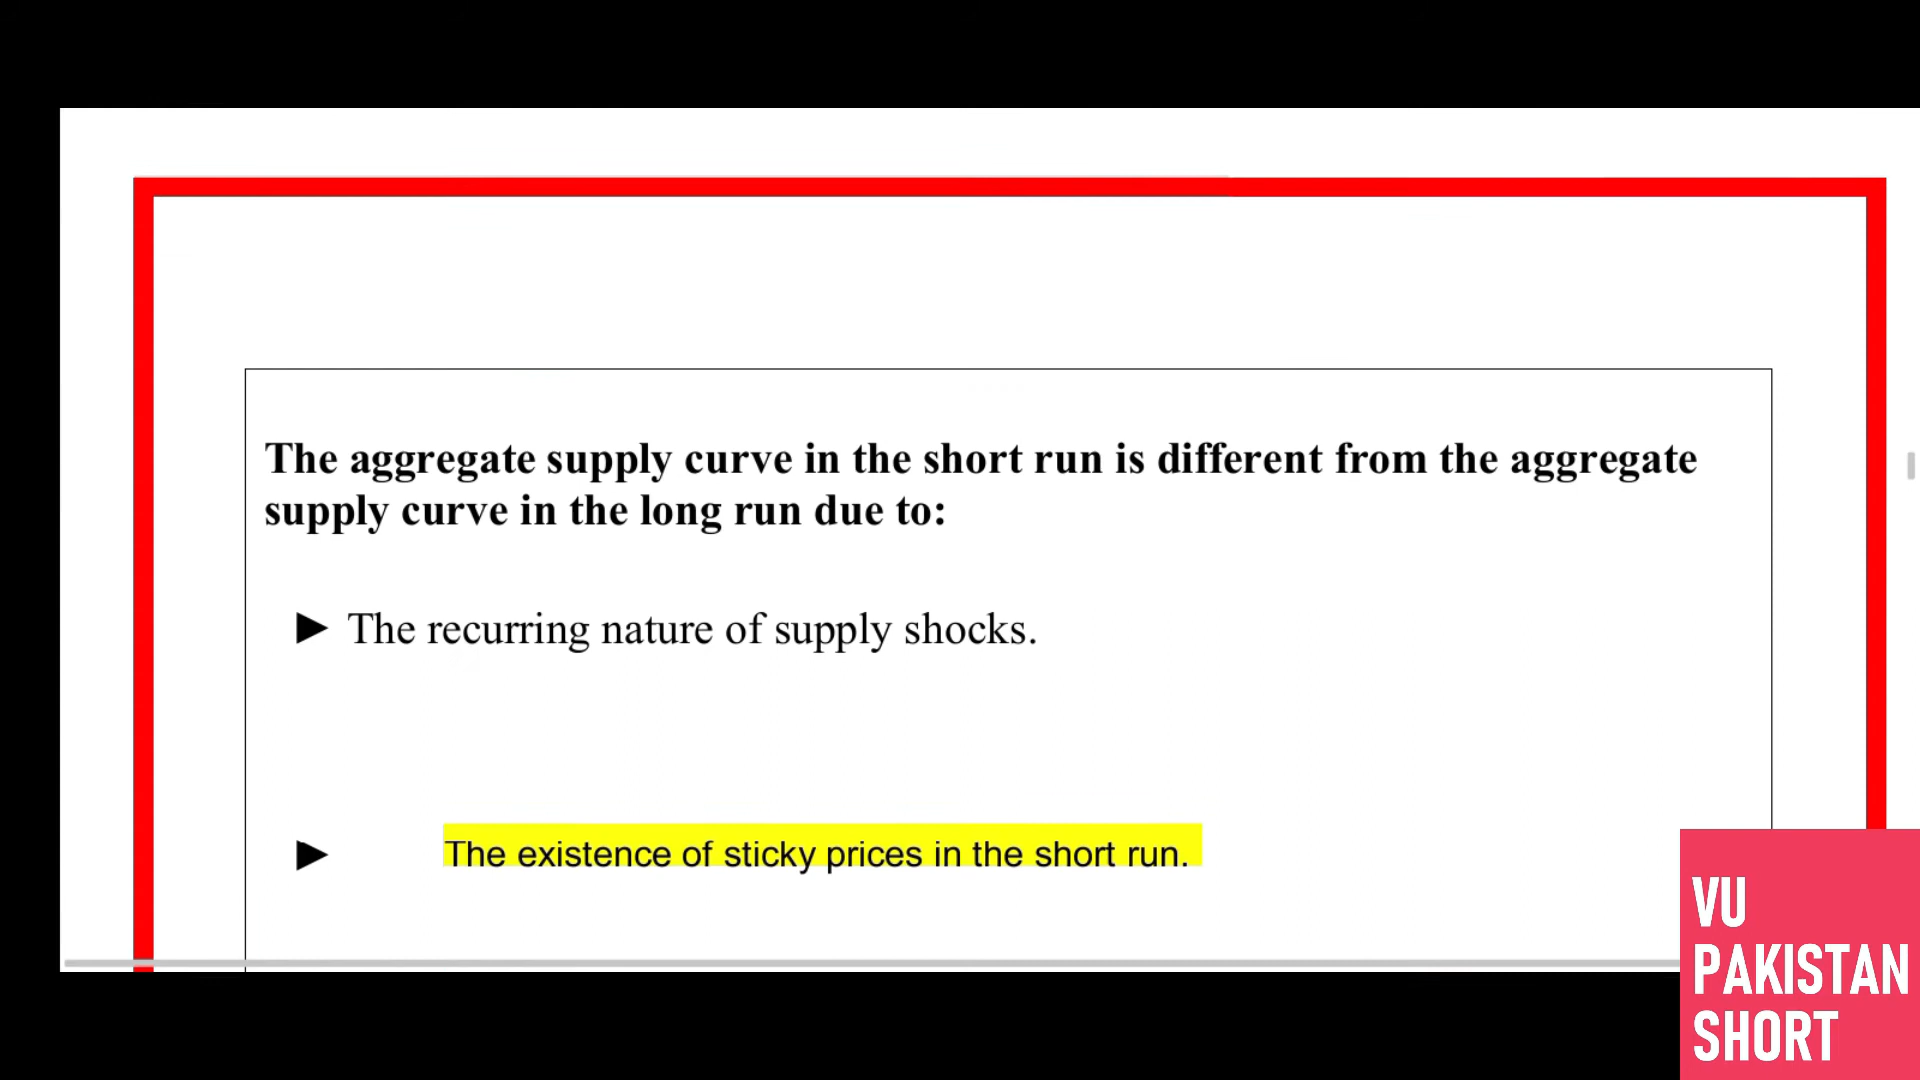 The aggregate supply curve in the short run is different from the aggregate
supply curve in the long run due to:
► The recurring nature of supply shocks.
► The existence of sticky prices in the short run.
VU
PAKISTAN
SHORT